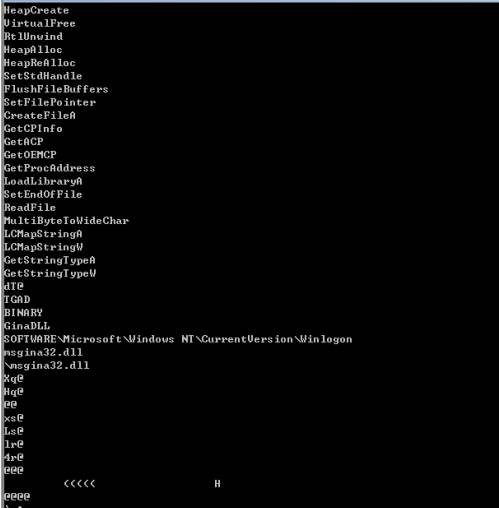 HeapCreate
VirtualFree
RtlUnwind
HeapAlloc
HeapReAlloc
SetStdHandle
FlushFileBuffers
SetFilePointer
CreateFileA
GetCPInfo
GetACP
GetOEMCP
GetProcAddress
LoadLibraryA
SetEndOfFile
ReadFile
MultiByteToWideChar
LCMapStringA
LCMapStringW
GetStringTypeA
GetStringTypeW
dT@
TGAD
BINARY
GinaDLL
SOFTWARE\Microsoft\Windows NT\CurrentVersion\Winlogon
msgina32.dll
\msgina32.dll
Xq@
Hq@
@@
xs@
Ls@
lr@
4r@
@@@
((((( H
@@@@